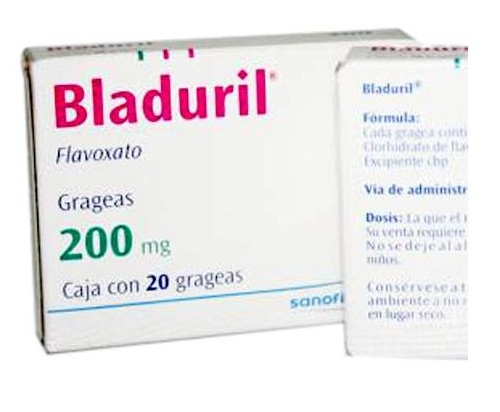 Bladuril®
Flavoxato
Grageas
200 mg
Caja con 20 grageas
sanofi
Bladuril®
Fórmula:
Cada gragea
Clorhidrato de
Excipiente cbp
Vía de
Dosis: La que el
Su venta requiere
No se deje al
niños.
Consérvese a
ambiente a no
en lugar seco.